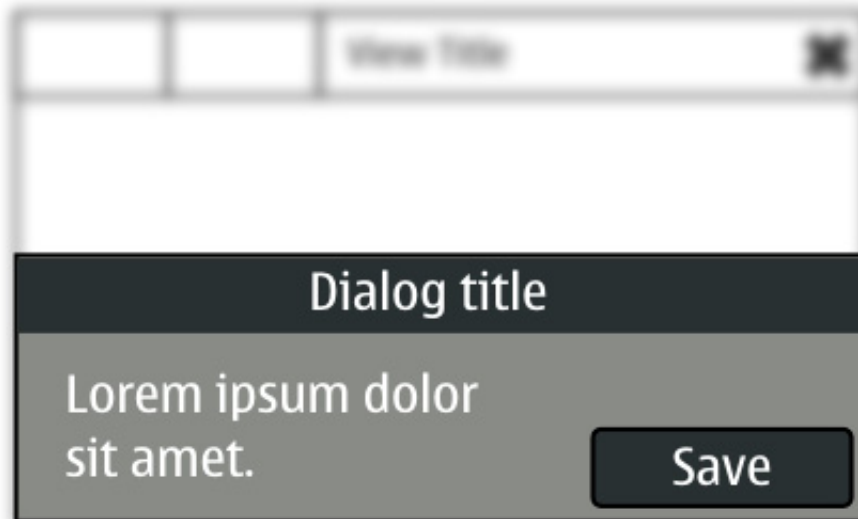 View Title
Dialog title
Lorem ipsum dolor
sit amet.
Save